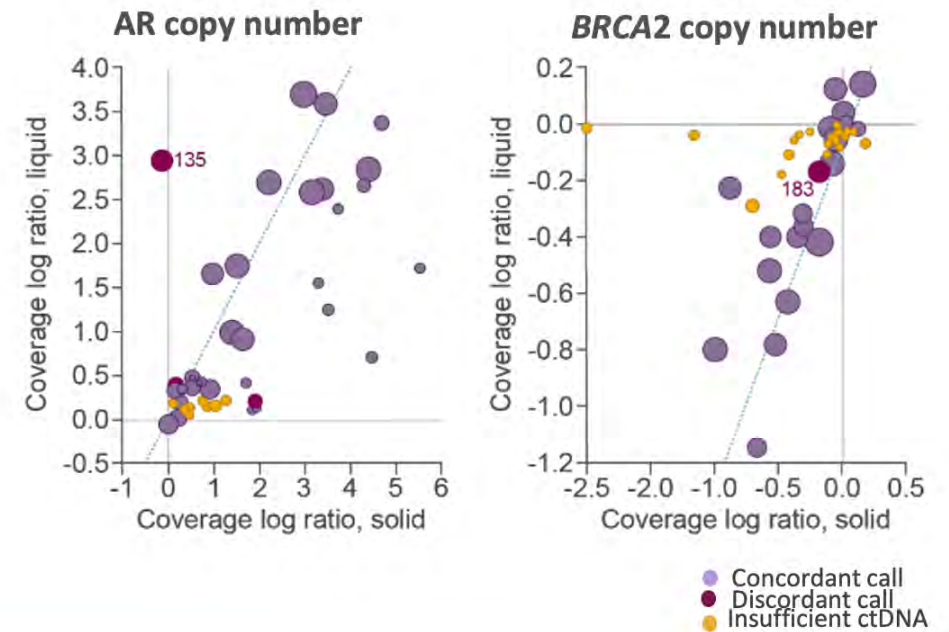 AR copy number
4.0
3.5
3.0
2.5
2.0
1.5
1.0
0.5
0.0
-0.5
Coverage log ratio, liquid
135
-1 0 1 2 3 4 5 6
Coverage log ratio, solid
BRCA2 copy number
0.2
0.0
-0.2
-0.4
-0.6
-0.8
-1.0
-1.2
Coverage log ratio, liquid
183
-2.5 -2.0 -1.0 -0.5 0.0 0.5
Coverage log ratio, solid
Concordant call
Discordant call
Insufficient ctDNA